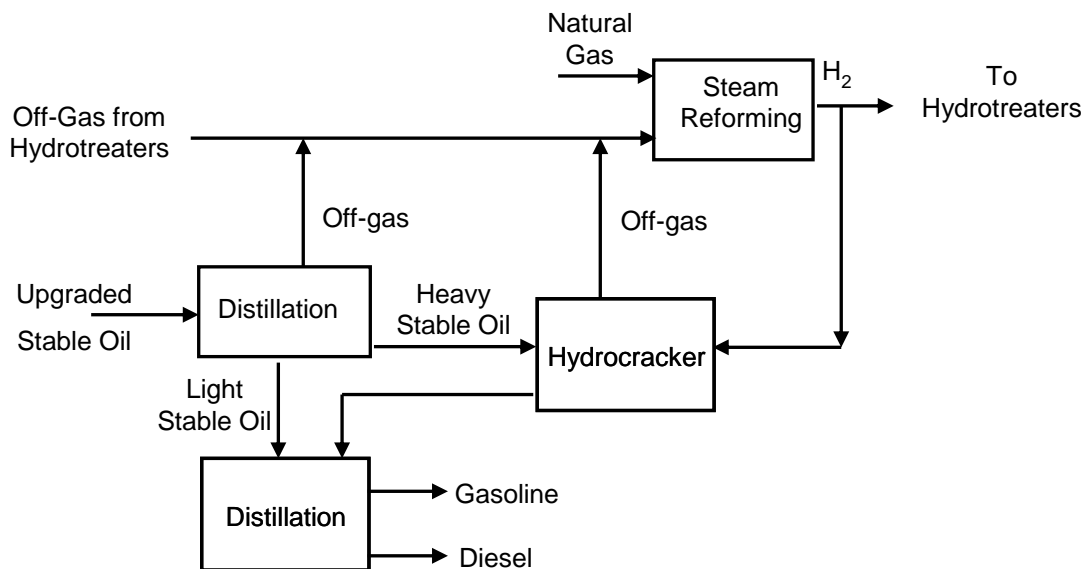 Natural
Gas
Steam
Reforming
H2
To
Hydrotreaters
Off-Gas from
Hydrotreaters
Off-gas
Off-gas
Upgraded
Stable Oil
Distillation
Heavy
Stable Oil
Hydrocracker
Light
Stable Oil
Distillation
Gasoline
Diesel